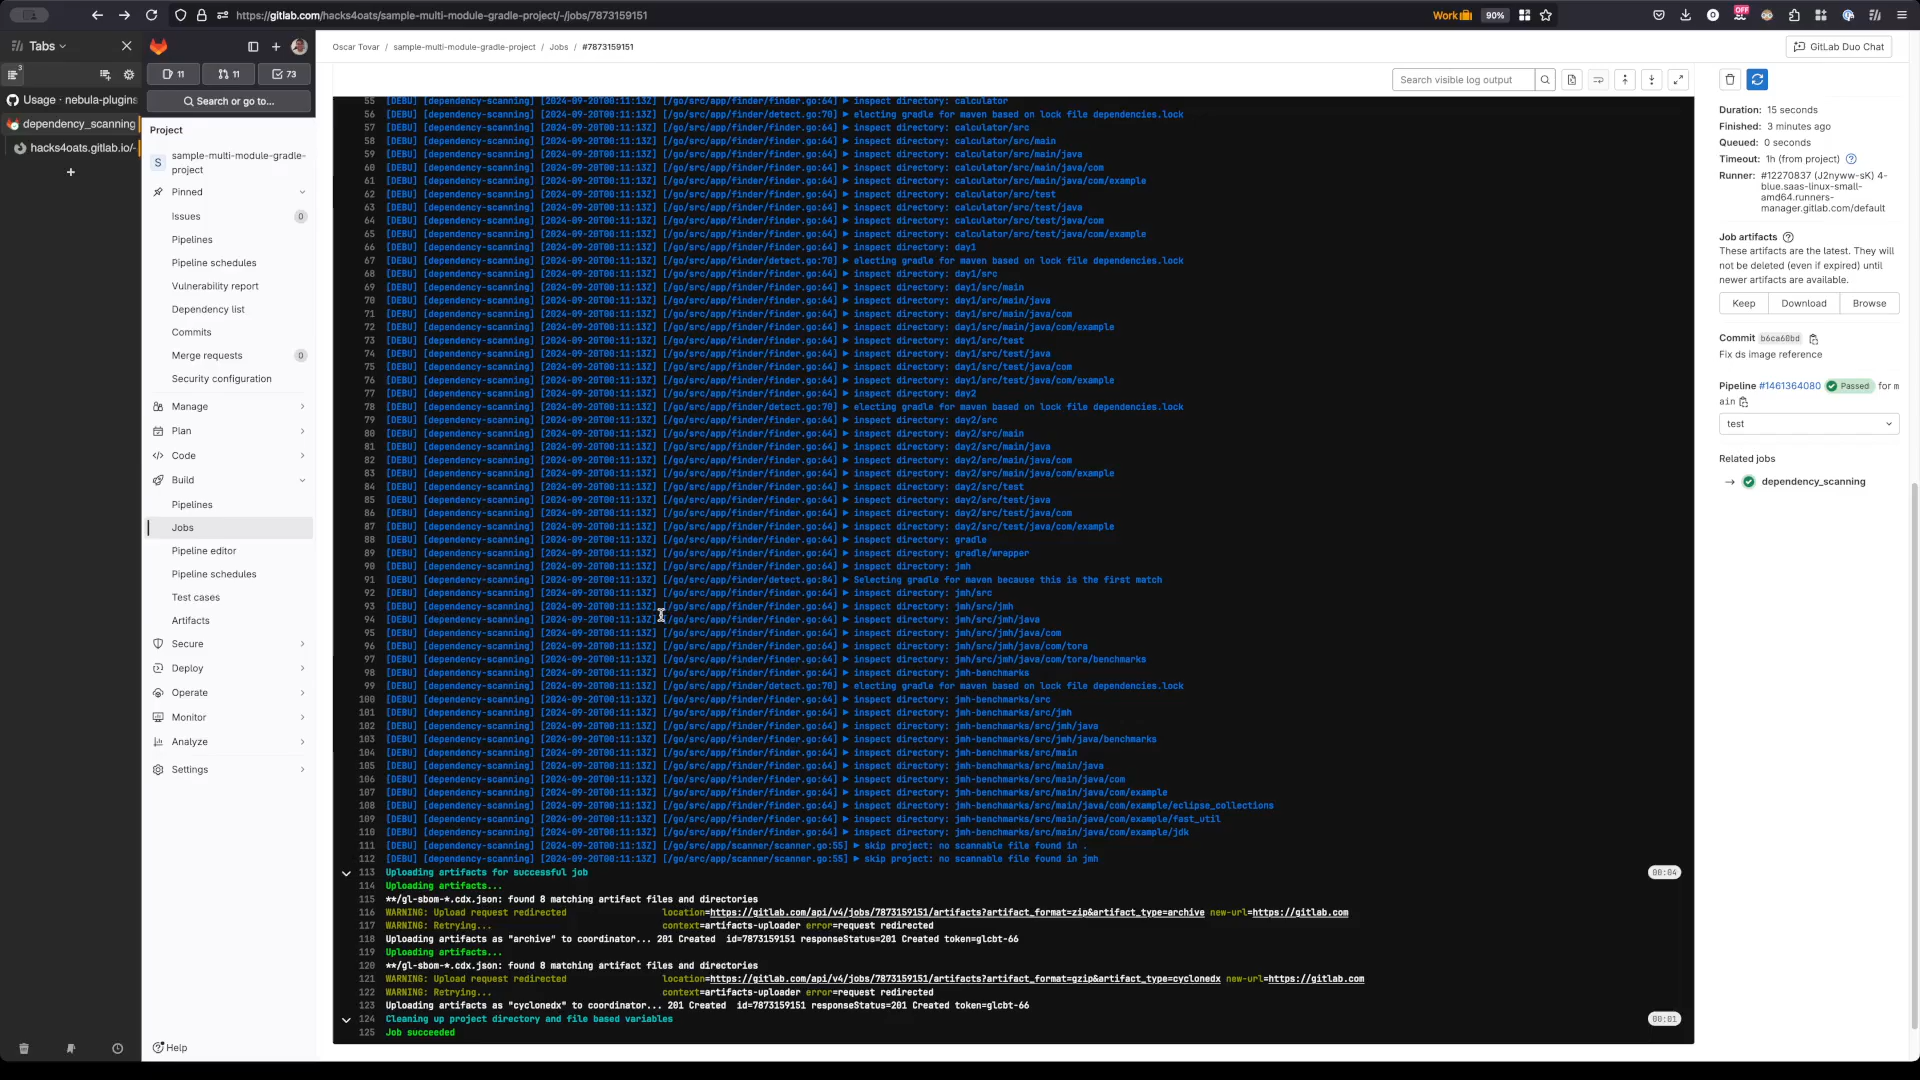 https://gitlab.com/hacks4oats/sample-multi-module-gradle-project/-/jobs/7873159151
Work
90%
OFF
Tabs
3
Usage · nebula-plugins
dependency_scanning
hacks4oats.gitlab.io/-
11
11
73
Search or go to...
Project
S
sample-multi-module-gradle-
project
Pinned
Issues
0
Pipelines
Pipeline schedules
Vulnerability report
Dependency list
Commits
Merge requests
0
Security configuration
Manage
Plan
Code
Build
Pipelines
Jobs
Pipeline editor
Pipeline schedules
Test cases
Artifacts
Secure
Deploy
Operate
Monitor
Analyze
Settings
Help
Oscar Tovar / sample-multi-module-gradle-project / Jobs / #7873159151
GitLab Duo Chat
Search visible log output
55 [DEBU] [dependency-scanning] [2024-09-20T00:11:13Z] [/go/src/app/finder/finder.go:64] ▶ inspect directory: calculator
56 [DEBU] [dependency-scanning] [2024-09-20T00:11:13Z] [/go/src/app/finder/detect.go:70] ▶ electing gradle for maven based on lock file dependencies.lock
57 [DEBU] [dependency-scanning] [2024-09-20T00:11:13Z] [/go/src/app/finder/finder.go:64] ▶ inspect directory: calculator/src
58 [DEBU] [dependency-scanning] [2024-09-20T00:11:13Z] [/go/src/app/finder/finder.go:64] ▶ inspect directory: calculator/src/main
59 [DEBU] [dependency-scanning] [2024-09-20T00:11:13Z] [/go/src/app/finder/finder.go:64] ▶ inspect directory: calculator/src/main/java
60 [DEBU] [dependency-scanning] [2024-09-20T00:11:13Z] [/go/src/app/finder/finder.go:64] ▶ inspect directory: calculator/src/main/java/com
61 [DEBU] [dependency-scanning] [2024-09-20T00:11:13Z] [/go/src/app/finder/finder.go:64] ▶ inspect directory: calculator/src/main/java/com/example
62 [DEBU] [dependency-scanning] [2024-09-20T00:11:13Z] [/go/src/app/finder/finder.go:64] ▶ inspect directory: calculator/src/test
63 [DEBU] [dependency-scanning] [2024-09-20T00:11:13Z] [/go/src/app/finder/finder.go:64] ▶ inspect directory: calculator/src/test/java
64 [DEBU] [dependency-scanning] [2024-09-20T00:11:13Z] [/go/src/app/finder/finder.go:64] ▶ inspect directory: calculator/src/test/java/com
65 [DEBU] [dependency-scanning] [2024-09-20T00:11:13Z] [/go/src/app/finder/finder.go:64] ▶ inspect directory: calculator/src/test/java/com/example
66 [DEBU] [dependency-scanning] [2024-09-20T00:11:13Z] [/go/src/app/finder/finder.go:64] ▶ inspect directory: day1
67 [DEBU] [dependency-scanning] [2024-09-20T00:11:13Z] [/go/src/app/finder/detect.go:70] ▶ electing gradle for maven based on lock file dependencies.lock
68 [DEBU] [dependency-scanning] [2024-09-20T00:11:13Z] [/go/src/app/finder/finder.go:64] ▶ inspect directory: day1/src
69 [DEBU] [dependency-scanning] [2024-09-20T00:11:13Z] [/go/src/app/finder/finder.go:64] ▶ inspect directory: day1/src/main
70 [DEBU] [dependency-scanning] [2024-09-20T00:11:13Z] [/go/src/app/finder/finder.go:64] ▶ inspect directory: day1/src/main/java
71 [DEBU] [dependency-scanning] [2024-09-20T00:11:13Z] [/go/src/app/finder/finder.go:64] ▶ inspect directory: day1/src/main/java/com
72 [DEBU] [dependency-scanning] [2024-09-20T00:11:13Z] [/go/src/app/finder/finder.go:64] ▶ inspect directory: day1/src/main/java/com/example
73 [DEBU] [dependency-scanning] [2024-09-20T00:11:13Z] [/go/src/app/finder/finder.go:64] ▶ inspect directory: day1/src/test
74 [DEBU] [dependency-scanning] [2024-09-20T00:11:13Z] [/go/src/app/finder/finder.go:64] ▶ inspect directory: day1/src/test/java
75 [DEBU] [dependency-scanning] [2024-09-20T00:11:13Z] [/go/src/app/finder/finder.go:64] ▶ inspect directory: day1/src/test/java/com
76 [DEBU] [dependency-scanning] [2024-09-20T00:11:13Z] [/go/src/app/finder/finder.go:64] ▶ inspect directory: day1/src/test/java/com/example
77 [DEBU] [dependency-scanning] [2024-09-20T00:11:13Z] [/go/src/app/finder/finder.go:64] ▶ inspect directory: day2
78 [DEBU] [dependency-scanning] [2024-09-20T00:11:13Z] [/go/src/app/finder/detect.go:70] ▶ electing gradle for maven based on lock file dependencies.lock
79 [DEBU] [dependency-scanning] [2024-09-20T00:11:13Z] [/go/src/app/finder/finder.go:64] ▶ inspect directory: day2/src
80 [DEBU] [dependency-scanning] [2024-09-20T00:11:13Z] [/go/src/app/finder/finder.go:64] ▶ inspect directory: day2/src/main
81 [DEBU] [dependency-scanning] [2024-09-20T00:11:13Z] [/go/src/app/finder/finder.go:64] ▶ inspect directory: day2/src/main/java
82 [DEBU] [dependency-scanning] [2024-09-20T00:11:13Z] [/go/src/app/finder/finder.go:64] ▶ inspect directory: day2/src/main/java/com
83 [DEBU] [dependency-scanning] [2024-09-20T00:11:13Z] [/go/src/app/finder/finder.go:64] ▶ inspect directory: day2/src/main/java/com/example
84 [DEBU] [dependency-scanning] [2024-09-20T00:11:13Z] [/go/src/app/finder/finder.go:64] ▶ inspect directory: day2/src/test
85 [DEBU] [dependency-scanning] [2024-09-20T00:11:13Z] [/go/src/app/finder/finder.go:64] ▶ inspect directory: day2/src/test/java
86 [DEBU] [dependency-scanning] [2024-09-20T00:11:13Z] [/go/src/app/finder/finder.go:64] ▶ inspect directory: day2/src/test/java/com
87 [DEBU] [dependency-scanning] [2024-09-20T00:11:13Z] [/go/src/app/finder/finder.go:64] ▶ inspect directory: day2/src/test/java/com/example
88 [DEBU] [dependency-scanning] [2024-09-20T00:11:13Z] [/go/src/app/finder/finder.go:64] ▶ inspect directory: gradle
89 [DEBU] [dependency-scanning] [2024-09-20T00:11:13Z] [/go/src/app/finder/finder.go:64] ▶ inspect directory: gradle/wrapper
90 [DEBU] [dependency-scanning] [2024-09-20T00:11:13Z] [/go/src/app/finder/finder.go:64] ▶ inspect directory: jmh
91 [DEBU] [dependency-scanning] [2024-09-20T00:11:13Z] [/go/src/app/finder/detect.go:84] ▶ Selecting gradle for maven because this is the first match
92 [DEBU] [dependency-scanning] [2024-09-20T00:11:13Z] [/go/src/app/finder/finder.go:64] ▶ inspect directory: jmh/src
93 [DEBU] [dependency-scanning] [2024-09-20T00:11:13Z] [/go/src/app/finder/finder.go:64] ▶ inspect directory: jmh/src/jmh
94 [DEBU] [dependency-scanning] [2024-09-20T00:11:13Z] [/go/src/app/finder/finder.go:64] ▶ inspect directory: jmh/src/jmh/java
95 [DEBU] [dependency-scanning] [2024-09-20T00:11:13Z] [/go/src/app/finder/finder.go:64] ▶ inspect directory: jmh/src/jmh/java/com
96 [DEBU] [dependency-scanning] [2024-09-20T00:11:13Z] [/go/src/app/finder/finder.go:64] ▶ inspect directory: jmh/src/jmh/java/com/tora
97 [DEBU] [dependency-scanning] [2024-09-20T00:11:13Z] [/go/src/app/finder/finder.go:64] ▶ inspect directory: jmh/src/jmh/java/com/tora/benchmarks
98 [DEBU] [dependency-scanning] [2024-09-20T00:11:13Z] [/go/src/app/finder/finder.go:64] ▶ inspect directory: jmh-benchmarks
99 [DEBU] [dependency-scanning] [2024-09-20T00:11:13Z] [/go/src/app/finder/detect.go:70] ▶ electing gradle for maven based on lock file dependencies.lock
100 [DEBU] [dependency-scanning] [2024-09-20T00:11:13Z] [/go/src/app/finder/finder.go:64] ▶ inspect directory: jmh-benchmarks/src
101 [DEBU] [dependency-scanning] [2024-09-20T00:11:13Z] [/go/src/app/finder/finder.go:64] ▶ inspect directory: jmh-benchmarks/src/jmh
102 [DEBU] [dependency-scanning] [2024-09-20T00:11:13Z] [/go/src/app/finder/finder.go:64] ▶ inspect directory: jmh-benchmarks/src/jmh/java
103 [DEBU] [dependency-scanning] [2024-09-20T00:11:13Z] [/go/src/app/finder/finder.go:64] ▶ inspect directory: jmh-benchmarks/src/jmh/java/benchmarks
104 [DEBU] [dependency-scanning] [2024-09-20T00:11:13Z] [/go/src/app/finder/finder.go:64] ▶ inspect directory: jmh-benchmarks/src/main
105 [DEBU] [dependency-scanning] [2024-09-20T00:11:13Z] [/go/src/app/finder/finder.go:64] ▶ inspect directory: jmh-benchmarks/src/main/java
106 [DEBU] [dependency-scanning] [2024-09-20T00:11:13Z] [/go/src/app/finder/finder.go:64] ▶ inspect directory: jmh-benchmarks/src/main/java/com
107 [DEBU] [dependency-scanning] [2024-09-20T00:11:13Z] [/go/src/app/finder/finder.go:64] ▶ inspect directory: jmh-benchmarks/src/main/java/com/example
108 [DEBU] [dependency-scanning] [2024-09-20T00:11:13Z] [/go/src/app/finder/finder.go:64] ▶ inspect directory: jmh-benchmarks/src/main/java/com/example/eclipse_collections
109 [DEBU] [dependency-scanning] [2024-09-20T00:11:13Z] [/go/src/app/finder/finder.go:64] ▶ inspect directory: jmh-benchmarks/src/main/java/com/example/fast_util
110 [DEBU] [dependency-scanning] [2024-09-20T00:11:13Z] [/go/src/app/finder/finder.go:64] ▶ inspect directory: jmh-benchmarks/src/main/java/com/example/jdk
111 [DEBU] [dependency-scanning] [2024-09-20T00:11:13Z] [/go/src/app/scanner/scanner.go:55] ▶ skip project: no scannable file found in .
112 [DEBU] [dependency-scanning] [2024-09-20T00:11:13Z] [/go/src/app/scanner/scanner.go:55] ▶ skip project: no scannable file found in jmh
113 Uploading artifacts for successful job 00:04
114 Uploading artifacts...
115 **/gl-sbom-*.cdx.json: found 8 matching artifact files and directories
116 WARNING: Upload request redirected location=https://gitlab.com/api/v4/jobs/7873159151/artifacts?artifact_format=zip&artifact_type=archive new-url=https://gitlab.com
117 WARNING: Retrying... context=artifacts-uploader error=request redirected
118 Uploading artifacts as "archive" to coordinator... 201 Created id=7873159151 responseStatus=201 Created token=glcbt-66
119 Uploading artifacts...
120 **/gl-sbom-*.cdx.json: found 8 matching artifact files and directories
121 WARNING: Upload request redirected location=https://gitlab.com/api/v4/jobs/7873159151/artifacts?artifact_format=gzip&artifact_type=cyclonedx new-url=https://gitlab.com
122 WARNING: Retrying... context=artifacts-uploader error=request redirected
123 Uploading artifacts as "cyclonedx" to coordinator... 201 Created id=7873159151 responseStatus=201 Created token=glcbt-66
124 Cleaning up project directory and file based variables 00:01
125 Job succeeded
Duration: 15 seconds
Finished: 3 minutes ago
Queued: 0 seconds
Timeout: 1h (from project)
Runner: #12270837 (J2nyww-sK) 4-
blue.saas-linux-small-
amd64.runners-
manager.gitlab.com/default
Job artifacts
These artifacts are the latest. They will
not be deleted (even if expired) until
newer artifacts are available.
Keep
Download
Browse
Commit b6ca60bd
Fix ds image reference
Pipeline #1461364080 Passed for m
ain
test
Related jobs
→ dependency_scanning